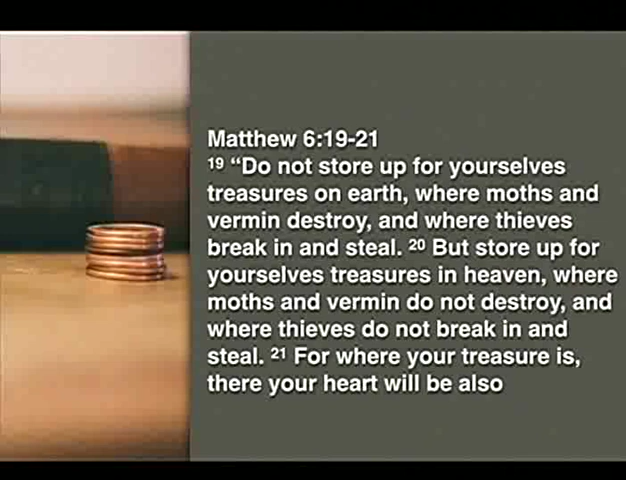 Matthew 6:19-21
19 “Do not store up for yourselves
treasures on earth, where moths and
vermin destroy, and where thieves
break in and steal. 20 But store up for
yourselves treasures in heaven, where
moths and vermin do not destroy, and
where thieves do not break in and
steal. 21 For where your treasure is,
there your heart will be also